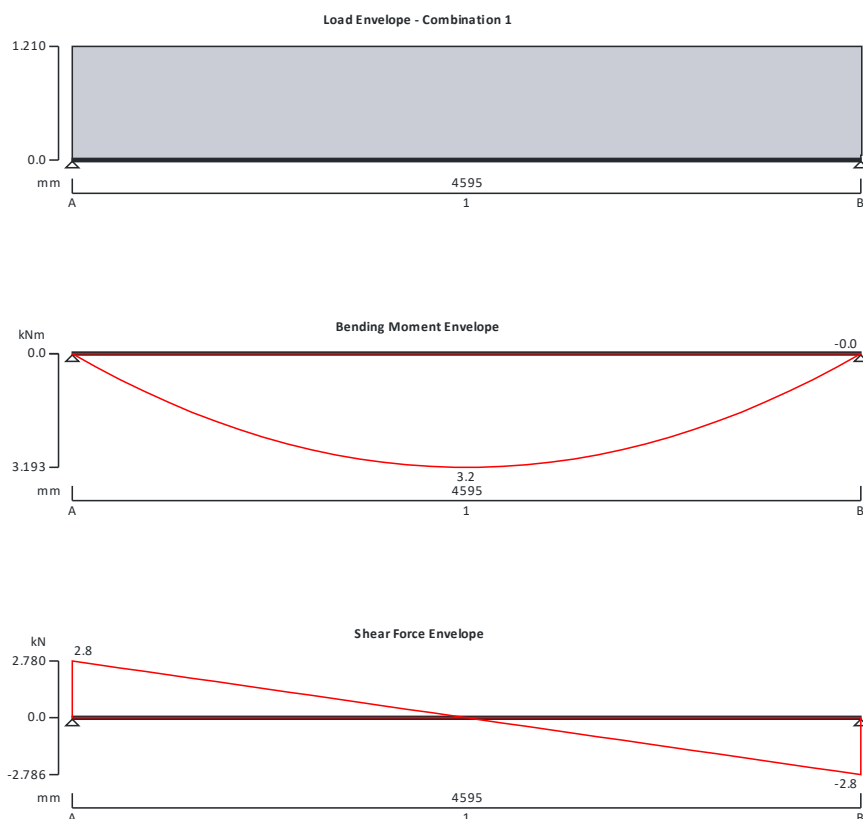 Load Envelope - Combination 1
1.210
0.0
mm 4595
A 1 B
Bending Moment Envelope
kNm
0.0 -0.0
3.193
3.2
mm 4595
A 1 B
Shear Force Envelope
kN
2.8
2.780
0.0
-2.786
-2.8
mm 4595
A 1 B